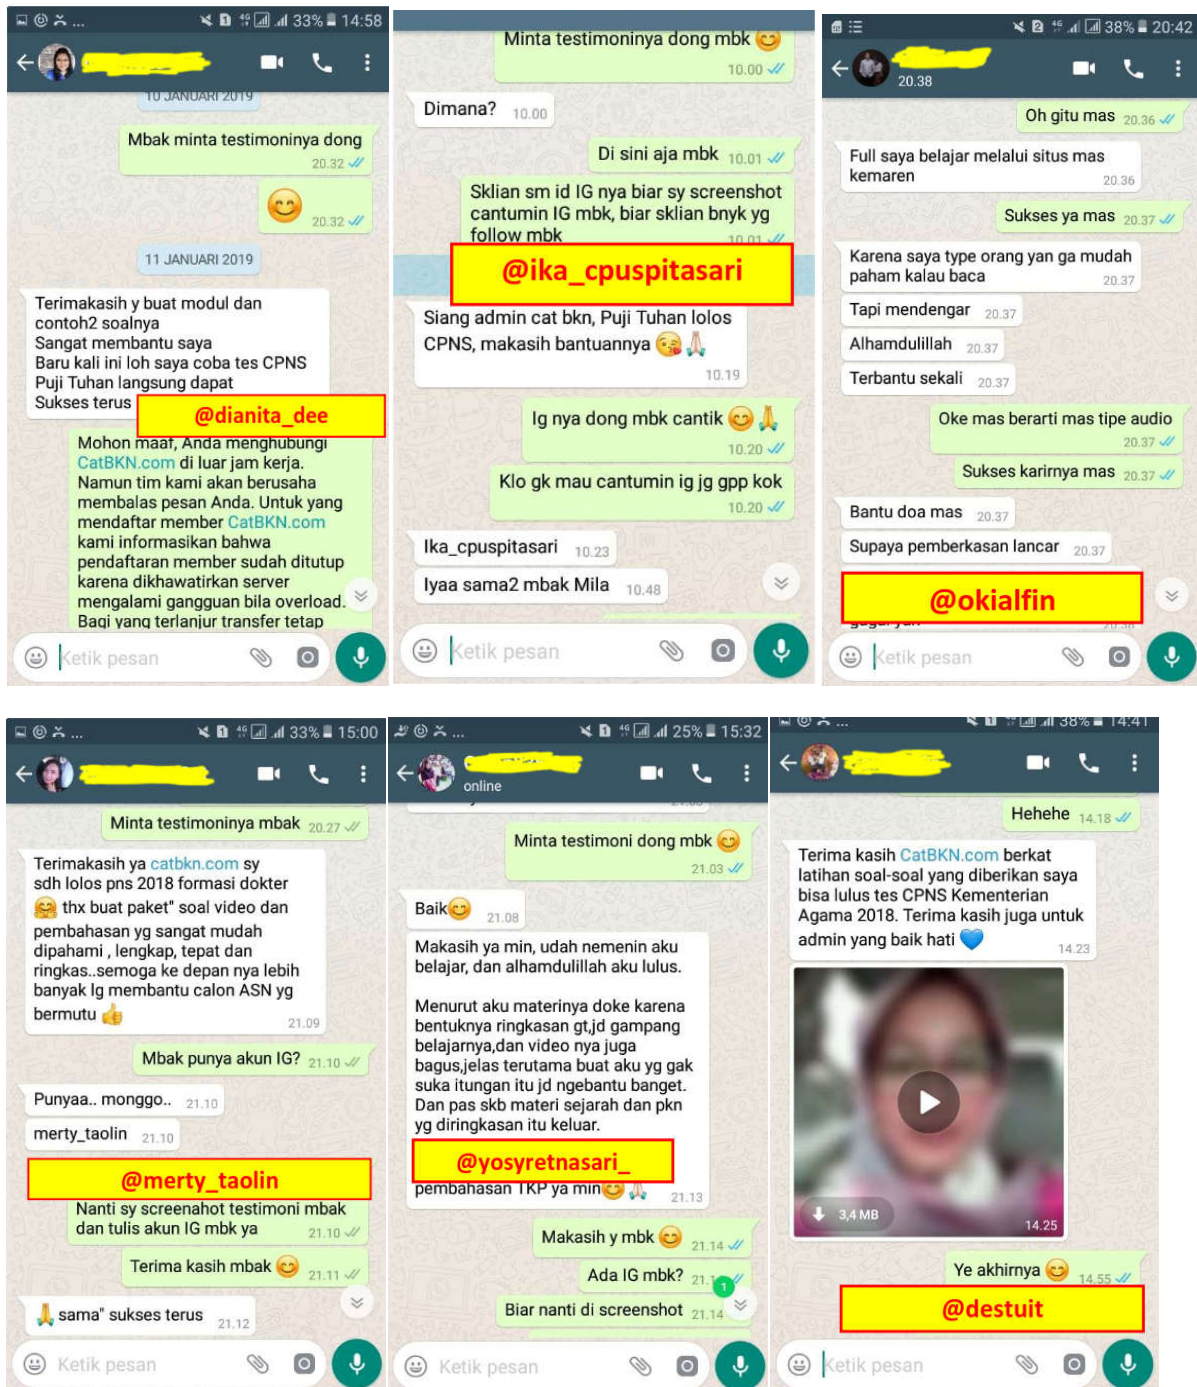 33% 14:58
10 JANUARI 2019
Mbak minta testimoninya dong
20.32
20.32
11 JANUARI 2019
Terimakasih y buat modul dan
contoh2 soalnya
Sangat membantu saya
Baru kali ini loh saya coba tes CPNS
Puji Tuhan langsung dapat
Sukses terus
@dianita_dee
Mohon maaf, Anda menghubungi
CatBKN.com di luar jam kerja.
Namun tim kami akan berusaha
membalas pesan Anda. Untuk yang
mendaftar member CatBKN.com
kami informasikan bahwa
pendaftaran member sudah ditutup
karena dikhawatirkan server
mengalami gangguan bila overload.
Bagi yang terlanjur transfer tetap
Ketik pesan
Minta testimoninya dong mbk
10.00
Dimana? 10.00
Di sini aja mbk 10.01
Sklian sm id IG nya biar sy screenshot
cantumin IG mbk, biar sklian bnyk yg
follow mbk
10.01
@ika_cpuspitasari
Siang admin cat bkn, Puji Tuhan lolos
CPNS, makasih bantuannya
10.19
Ig nya dong mbk cantik
10.20
Klo gk mau cantumin ig jg gpp kok
10.20
Ika_cpuspitasari 10.23
Iyaa sama2 mbak Mila 10.48
Ketik pesan
38% 20:42
20.38
Oh gitu mas 20.36
Full saya belajar melalui situs mas
kemaren
20.36
Sukses ya mas 20.37
Karena saya type orang yan ga mudah
paham kalau baca
20.37
Tapi mendengar 20.37
Alhamdulillah 20.37
Terbantu sekali 20.37
Oke mas berarti mas tipe audio
20.37
Sukses karirnya mas 20.37
Bantu doa mas 20.37
Supaya pemberkasan lancar 20.37
@okialfin
Ketik pesan
33% 15:00
Minta testimoninya mbak 20.27
Terimakasih ya catbkn.com sy
sdh lolos pns 2018 formasi dokter
thx buat paket" soal video dan
pembahasan yg sangat mudah
dipahami , lengkap, tepat dan
ringkas..semoga ke depan nya lebih
banyak lg membantu calon ASN yg
bermutu
21.09
Mbak punya akun IG? 21.10
Punyaa.. monggo.. 21.10
merty_taolin 21.10
@merty_taolin
Nanti sy screenahot testimoni mbak
dan tulis akun IG mbk ya 21.10
Terima kasih mbak 21.11
sama" sukses terus 21.12
Ketik pesan
25% 15:32
online
Minta testimoni dong mbk
21.03
Baik 21.08
Makasih ya min, udah nemenin aku
belajar, dan alhamdulillah aku lulus.
Menurut aku materinya doke karena
bentuknya ringkasan gt,jd gampang
belajarnya,dan video nya juga
bagus,jelas terutama buat aku yg gak
suka itungan itu jd ngebantu banget.
Dan pas skb materi sejarah dan pkn
yg diringkasan itu keluar.
@yosyretnasari_
pembahasan TKP ya min
21.13
Makasih y mbk 21.14
Ada IG mbk?
1
Biar nanti di screenshot 21.14
Ketik pesan
38% 14:41
Hehehe 14.18
Terima kasih CatBKN.com berkat
latihan soal-soal yang diberikan saya
bisa lulus tes CPNS Kementerian
Agama 2018. Terima kasih juga untuk
admin yang baik hati
14.23
3,4 MB
14.25
Ye akhirnya 14.55
@destuit
Ketik pesan